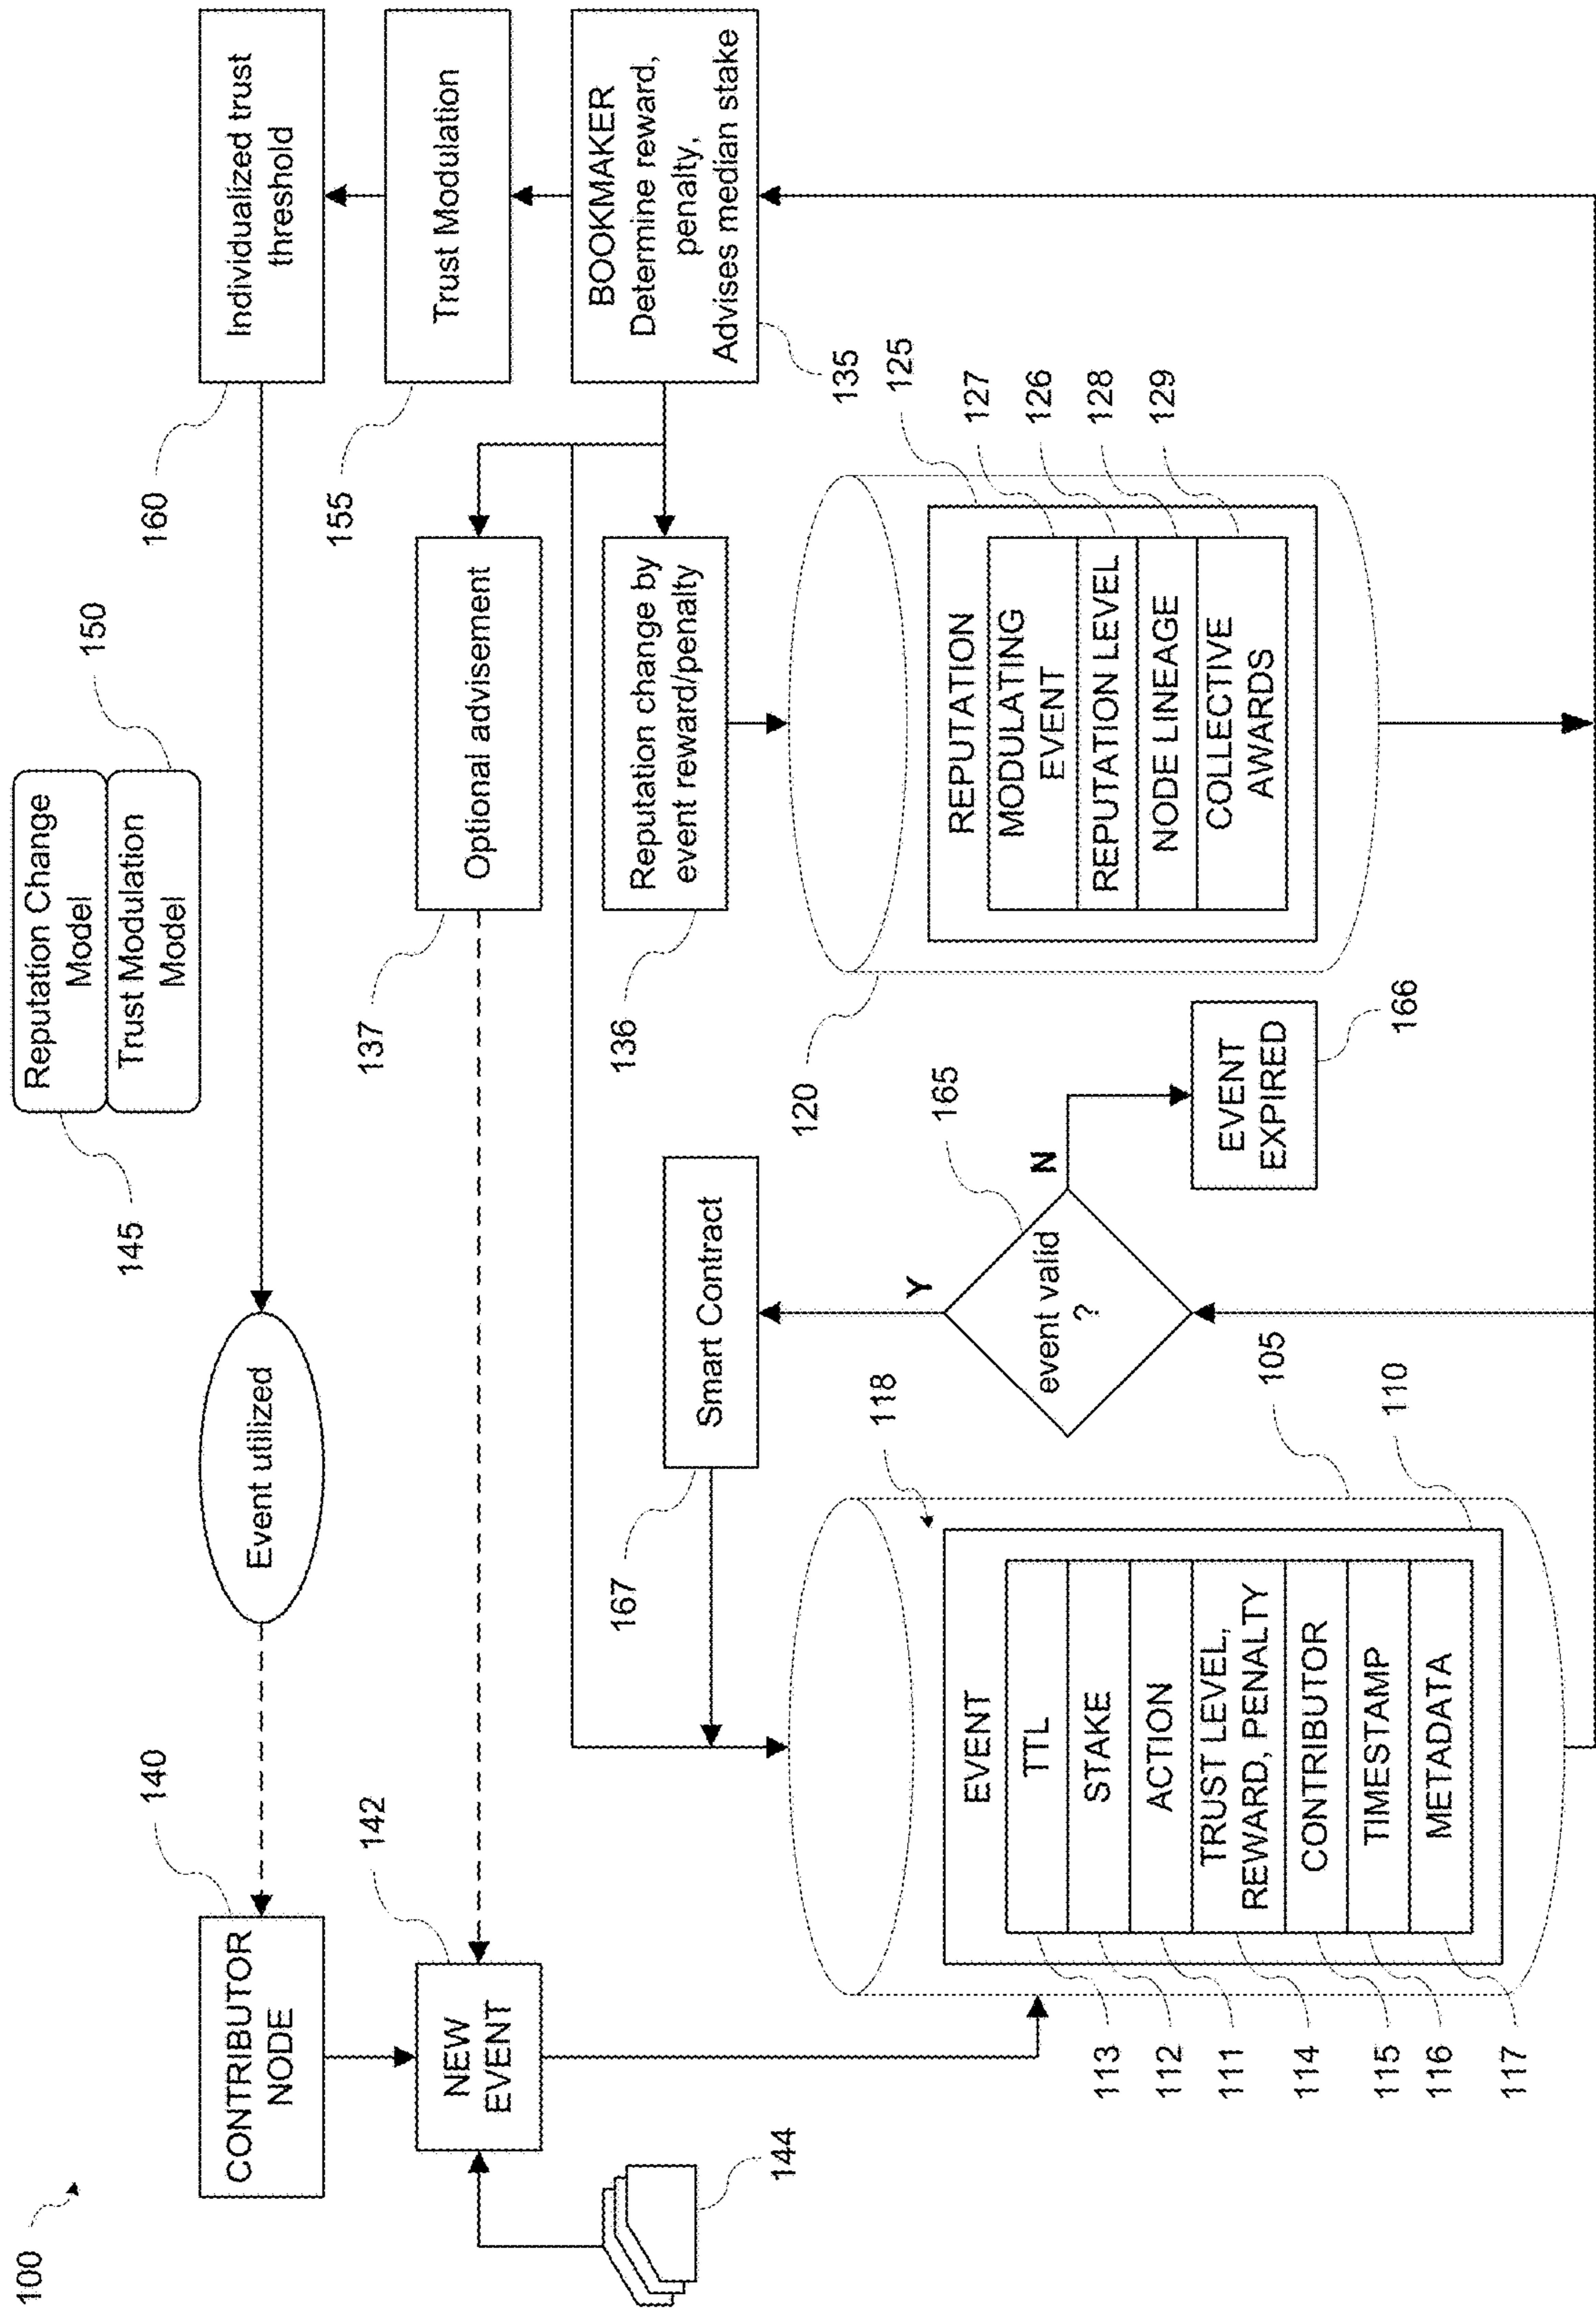 100
Reputation Change
Model
Trust Modulation
Model
145
150
CONTRIBUTOR
NODE
140
Event utilized
Individualized trust
threshold
160
Trust Modulation
155
NEW
EVENT
142
144
Optional advisement
137
BOOKMAKER
Determine reward,
penalty,
Advises median stake
135
Reputation change by
event reward/penalty
136
Smart Contract
167
event valid
?
165
Y
N
EVENT
EXPIRED
166
118
105
110
EVENT
TTL
STAKE
ACTION
TRUST LEVEL,
REWARD, PENALTY
CONTRIBUTOR
TIMESTAMP
METADATA
113
112
111
114
115
116
117
120
125
REPUTATION
MODULATING
EVENT
REPUTATION LEVEL
NODE LINEAGE
COLLECTIVE
AWARDS
127
126
128
129